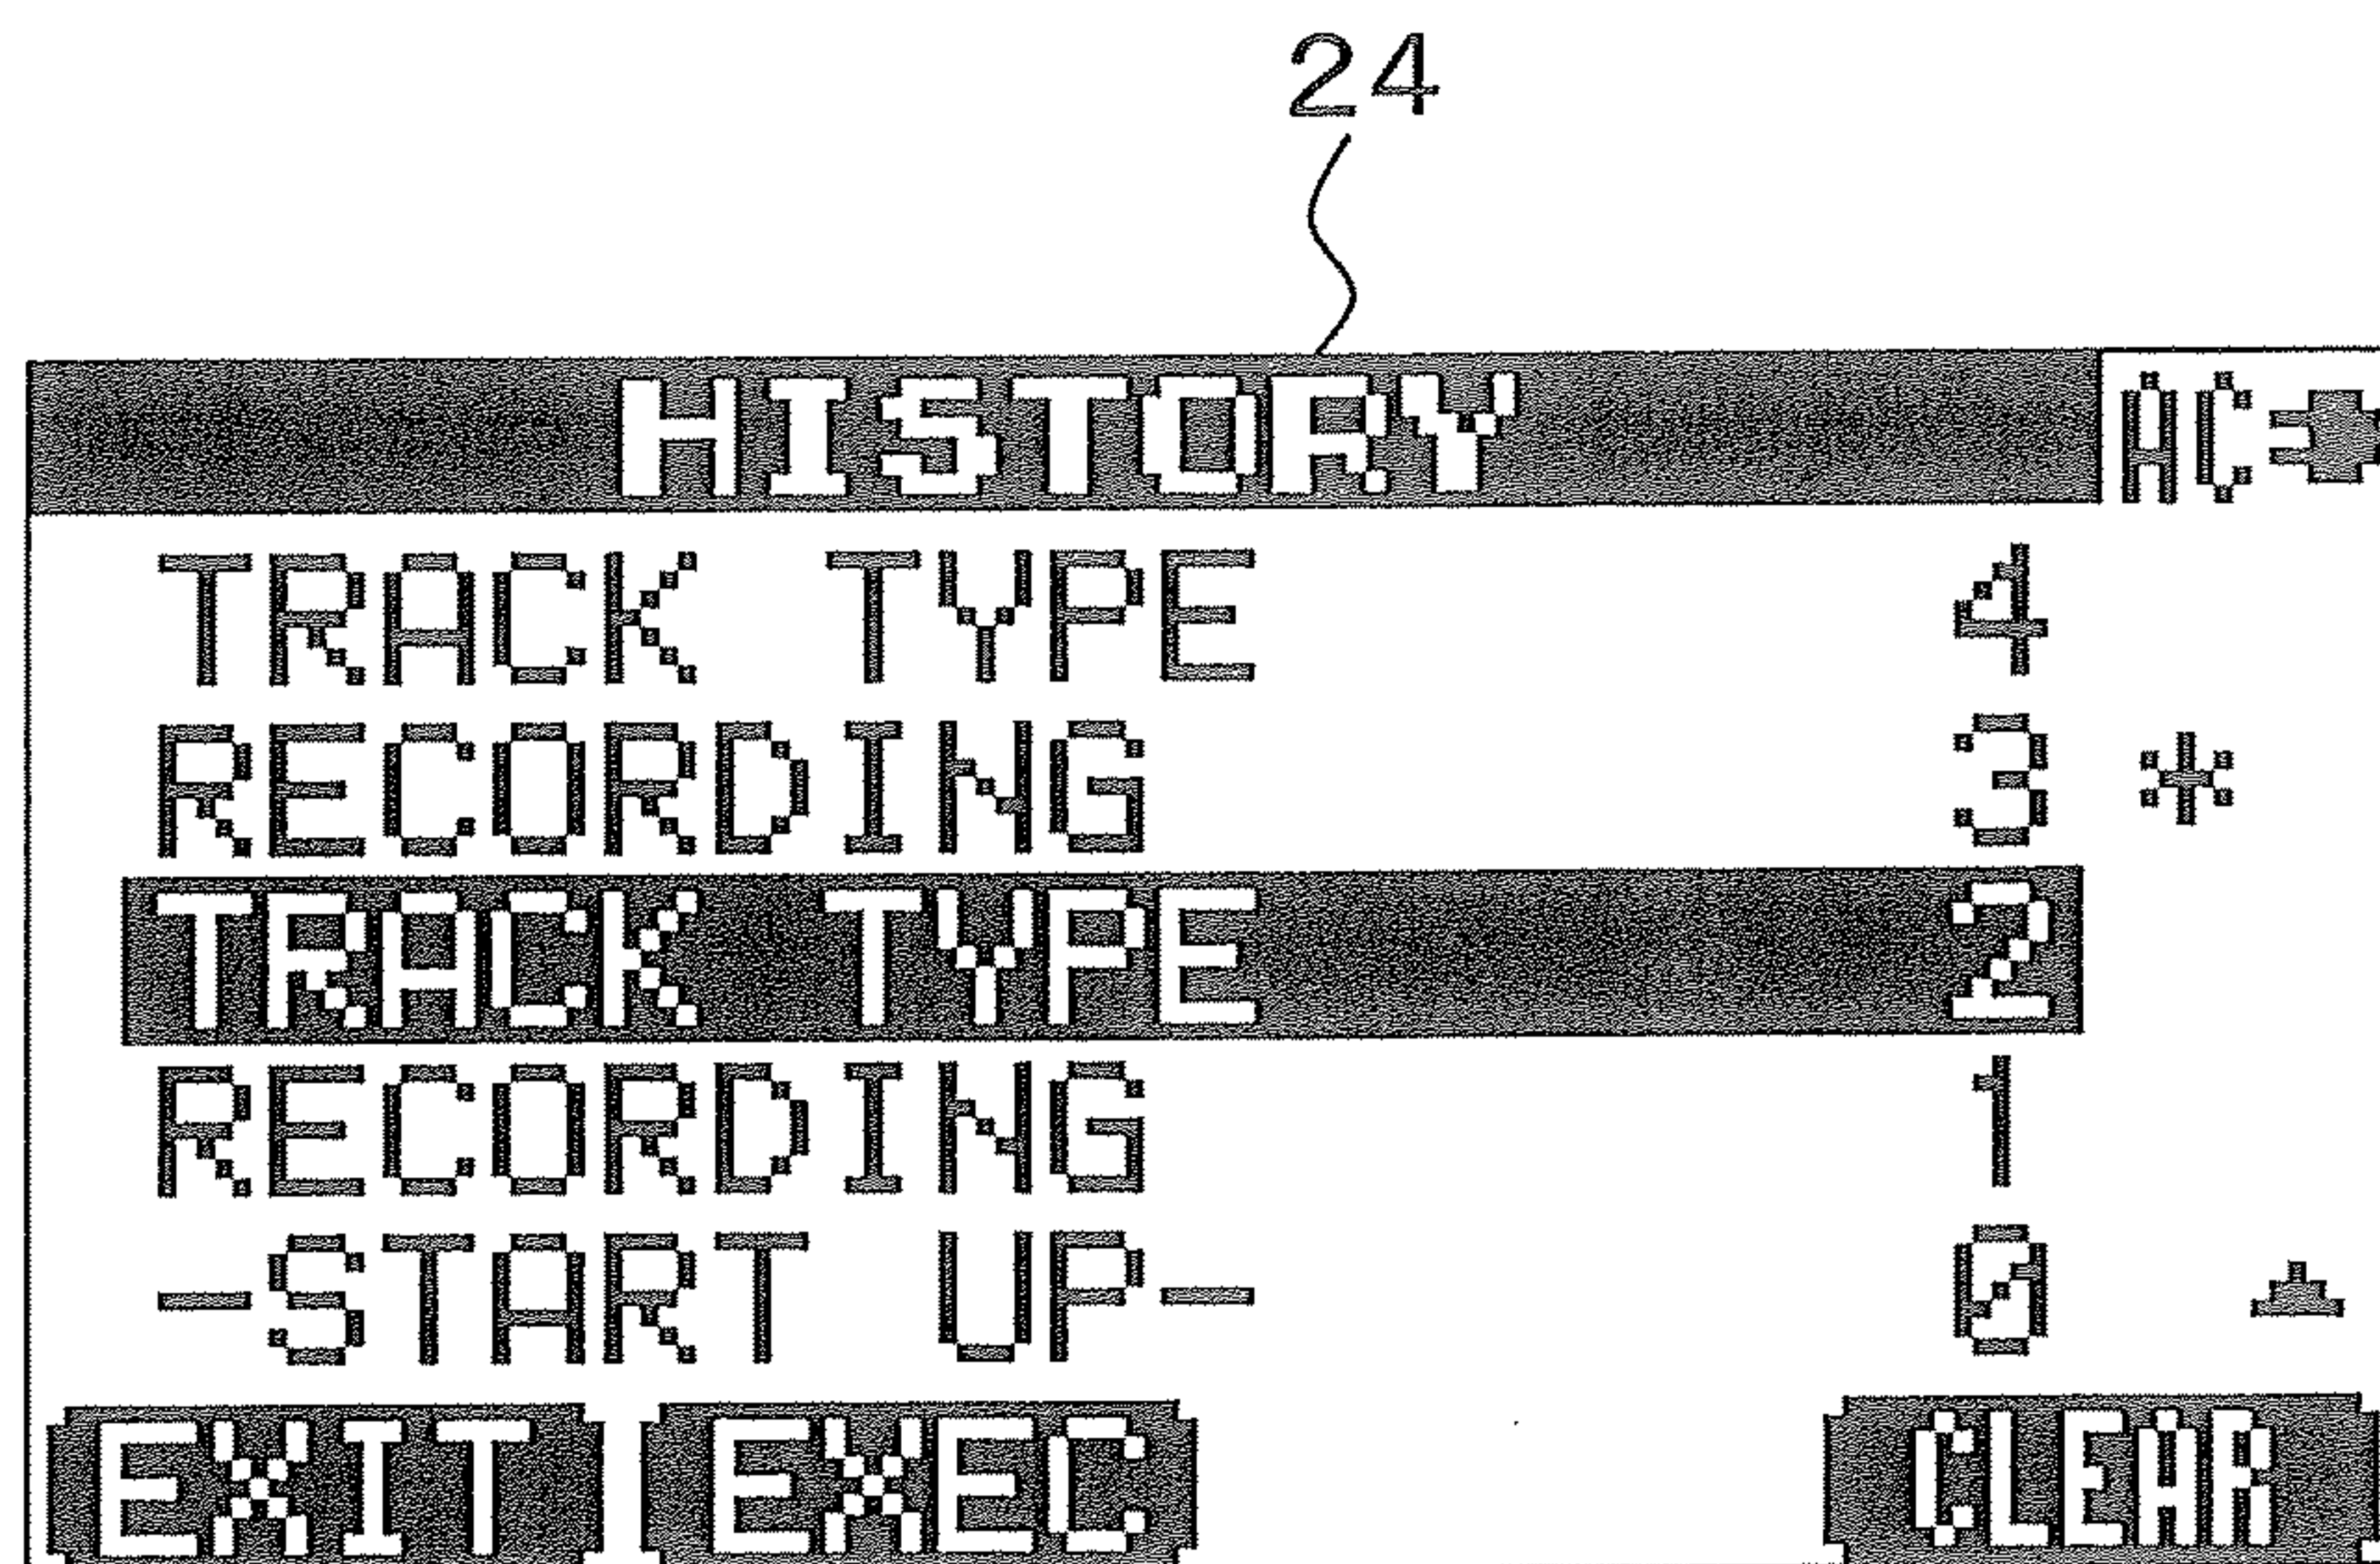 24
HISTORY AC
TRACK TYPE 4
RECORDING 3 *
TRACK TYPE 2
RECORDING 1
-START UP- 0
EXIT EXEC CLEAR